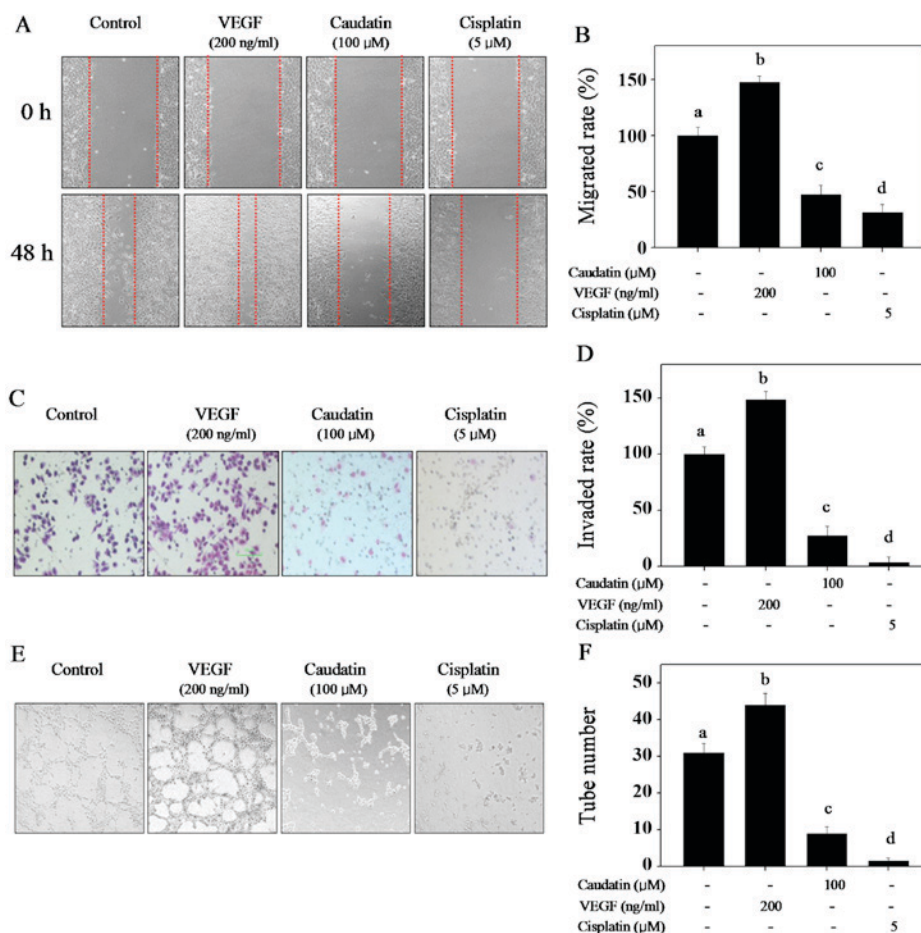 A
Control
VEGF
(200 ng/ml)
Caudatin
(100 µM)
Cisplatin
(5 µM)
0 h
48 h
B
Migrated rate (%)
150
100
50
0
a
b
c
d
Caudatin (µM) - - 100 -
VEGF (ng/ml) - 200 - -
Cisplatin (µM) - - - 5
C
Control
VEGF
(200 ng/ml)
Caudatin
(100 µM)
Cisplatin
(5 µM)
D
Invaded rate (%)
150
100
50
0
a
b
c
d
Caudatin (µM) - - 100 -
VEGF (ng/ml) - 200 - -
Cisplatin (µM) - - - 5
E
Control
VEGF
(200 ng/ml)
Caudatin
(100 µM)
Cisplatin
(5 µM)
F
Tube number
50
40
30
20
10
0
a
b
c
d
Caudatin (µM) - - 100 -
VEGF (ng/ml) - 200 - -
Cisplatin (µM) - - - 5